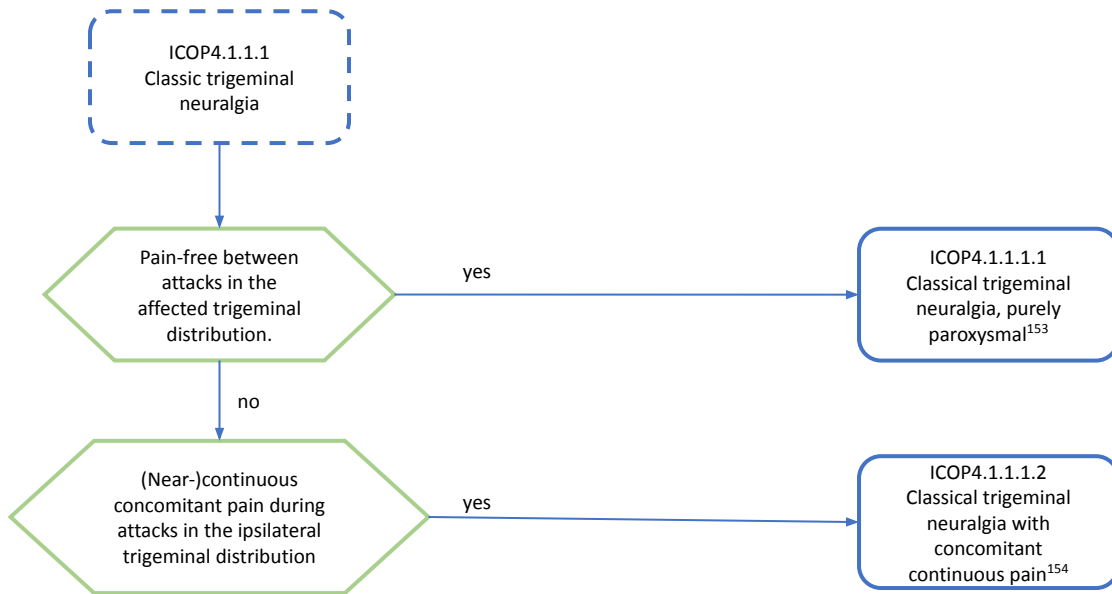 ICOP4.1.1.1
Classic trigeminal
neuralgia
Pain-free between
attacks in the
affected trigeminal
distribution.
yes
ICOP4.1.1.1.1
Classical trigeminal
neuralgia, purely
paroxysmal153
no
(Near-)continuous
concomitant pain during
attacks in the ipsilateral
trigeminal distribution
yes
ICOP4.1.1.1.2
Classical trigeminal
neuralgia with
concomitant
continuous pain154